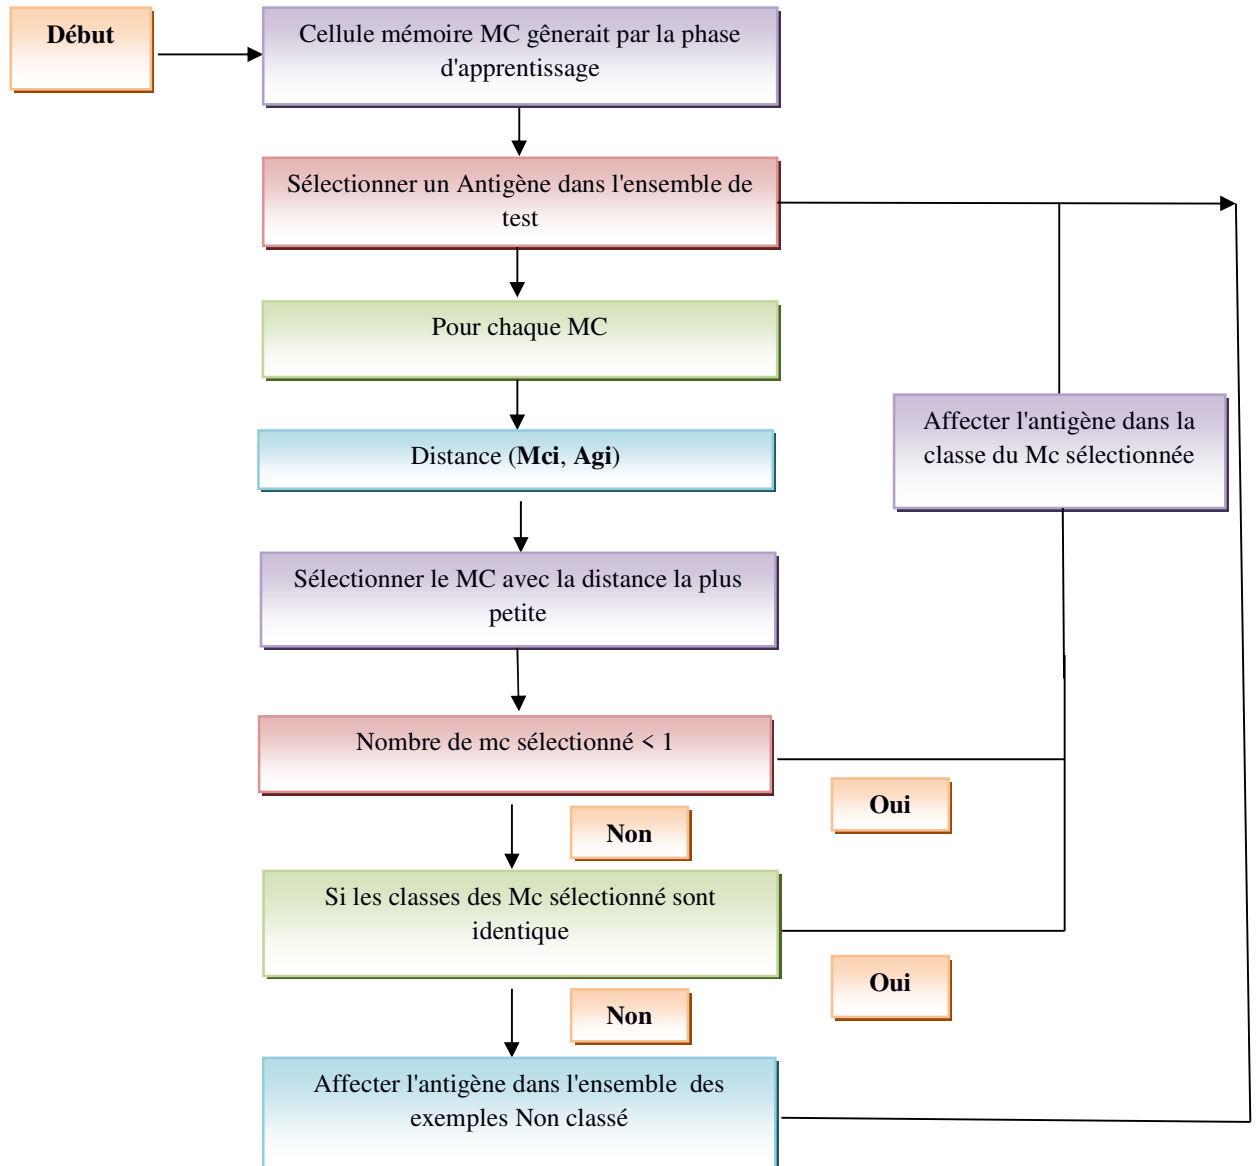 Début
Cellule mémoire MC gênerait par la phase
d'apprentissage
Sélectionner un Antigène dans l'ensemble de
test
Pour chaque MC
Distance (Mci, Agi)
Affecter l'antigène dans la
classe du Mc sélectionnée
Sélectionner le MC avec la distance la plus
petite
Nombre de mc sélectionné < 1
Oui
Non
Si les classes des Mc sélectionné sont
identique
Oui
Non
Affecter l'antigène dans l'ensemble des
exemples Non classé